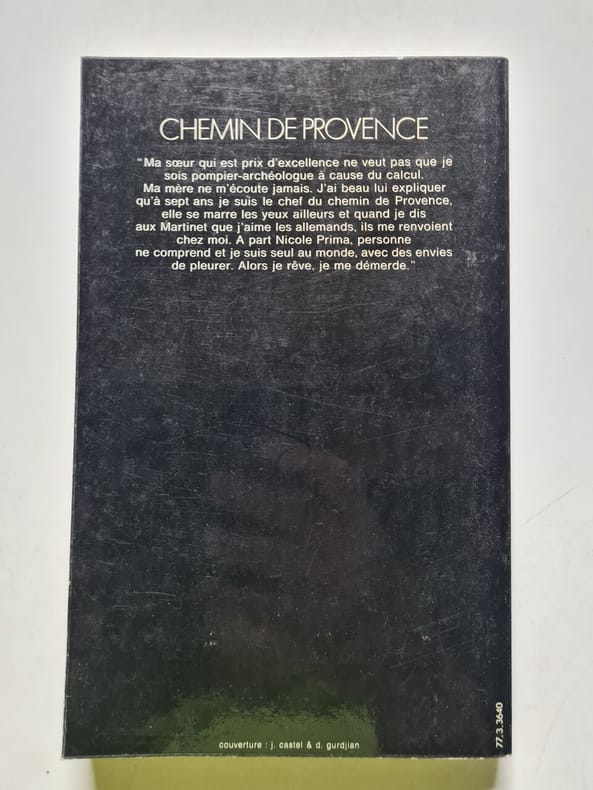 CHEMIN DE PROVENCE
"Ma sœur qui est prix d'excellence ne veut pas que je
sois pompier-archéologue à cause du calcul.
Ma mère ne m'écoute jamais. J'ai beau lui expliquer
qu'à sept ans je suis le chef du chemin de Provence,
elle se marre les yeux ailleurs et quand je dis
aux Martinet que j'aime les allemands, ils me renvoient
chez moi. A part Nicole Prima, personne
ne comprend et je suis seul au monde, avec des envies
de pleurer. Alors je rêve, je me démerde."
couverture : j. castel & d. gurdjian
77.3.3640